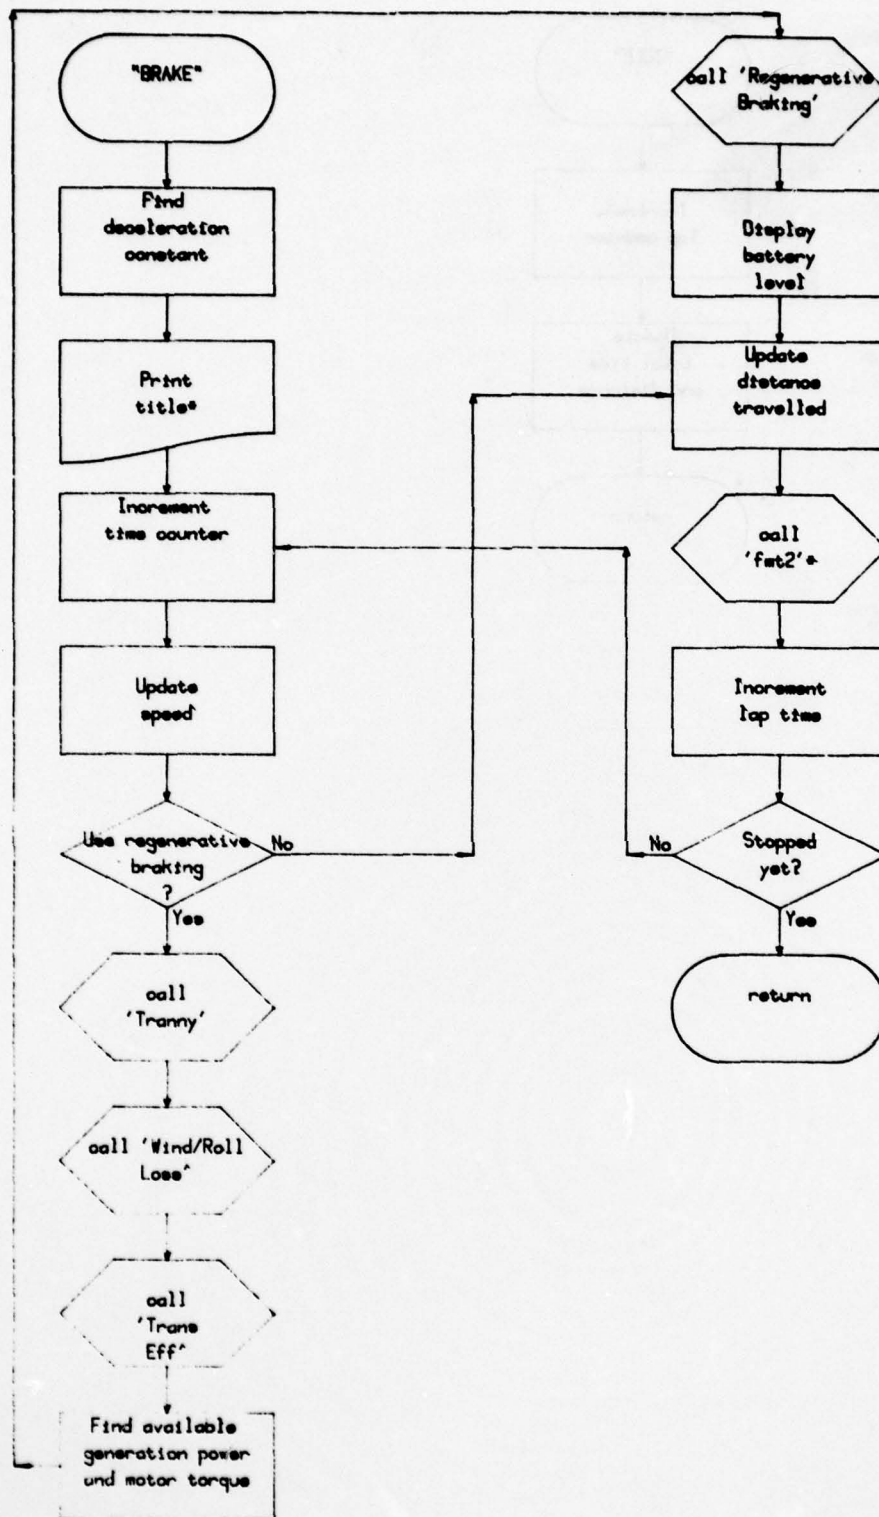 "BRAKE"
Find
deceleration
constant
Print
title*
Increment
time counter
Update
speed
Use regenerative
braking
?
No
Yes
call
'Tranny'
call 'Wind/Roll
Loss'
call
'Trans
Eff'
Find available
generation power
and motor torque
call 'Regenerative
Braking'
Display
battery
level
Update
distance
travelled
call
'fmt2'*
Increment
lap time
Stopped
yet?
No
Yes
return